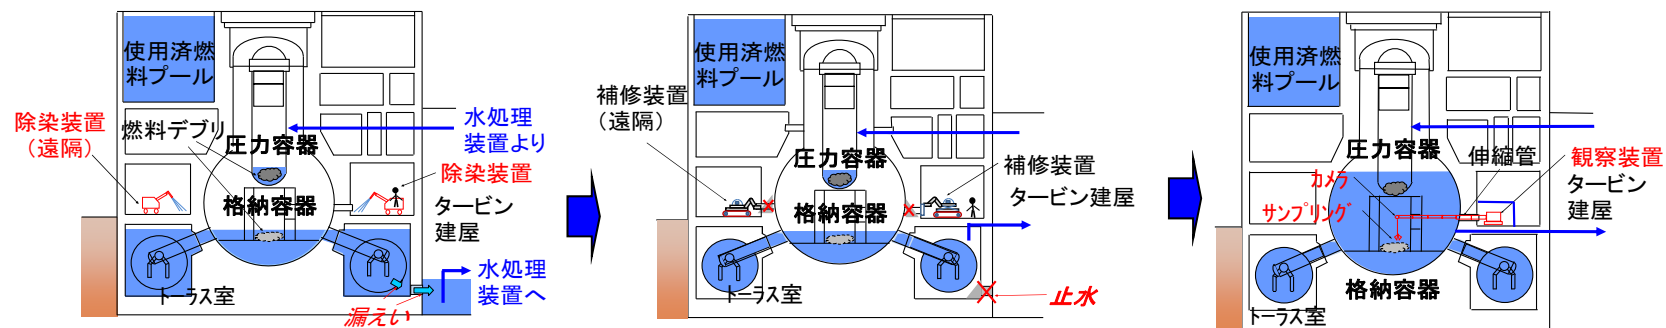 使用済燃
料プール
除染装置
（遠隔）
燃料デブリ
圧力容器
水処理
装置より
除染装置
格納容器
タービン
建屋
トーラス室
漏えい
水処理
装置へ
使用済燃
料プール
補修装置
（遠隔）
圧力容器
補修装置
タービン建屋
格納容器
トーラス室
止水
使用済燃
料プール
圧力容器
伸縮管
観察装置
カメラ
タービン
建屋
サンプリング
格納容器
トーラス室